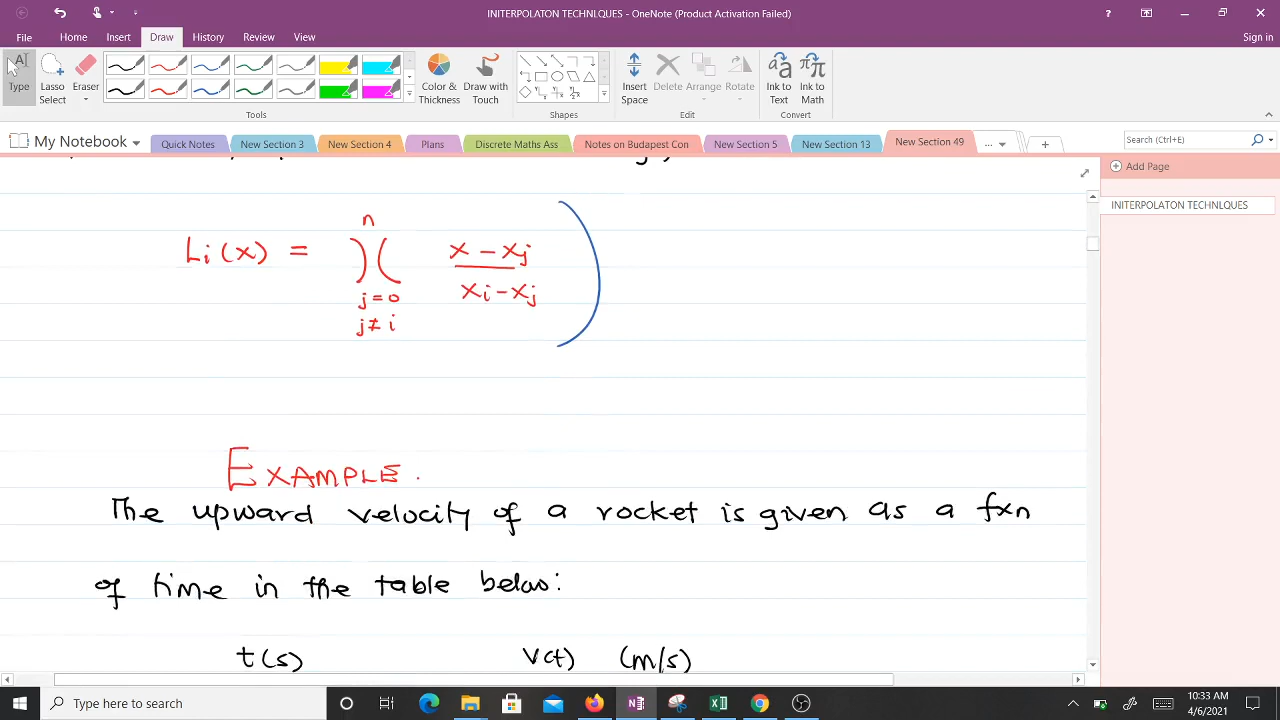 INITERPOLATON TECHNLQUES - OneNote (Product Activation Failed)
File Home Insert Draw History Review View
Sign in
Type
Lasso Select
Eraser
Color & Thickness
Draw with Touch
Insert Space
Delete
Arrange
Rotate
Ink to Text
Ink to Math
Tools
Shapes
Edit
Convert
My Notebook
Quick Notes
New Section 3
New Section 4
Plans
Discrete Maths Ass
Notes on Budapest Con
New Section 5
New Section 13
New Section 49
Search (Ctrl+E)
Add Page
INITERPOLATON TECHNLQUES
n
Li(x) = )( x - xj
xi - xj
j=0
j≠i
EXAMPLE.
The upward velocity of a rocket is given as a fxn
of time in the table below:
t(s) V(t) (m/s)
Type here to search
10:33 AM
4/6/2021